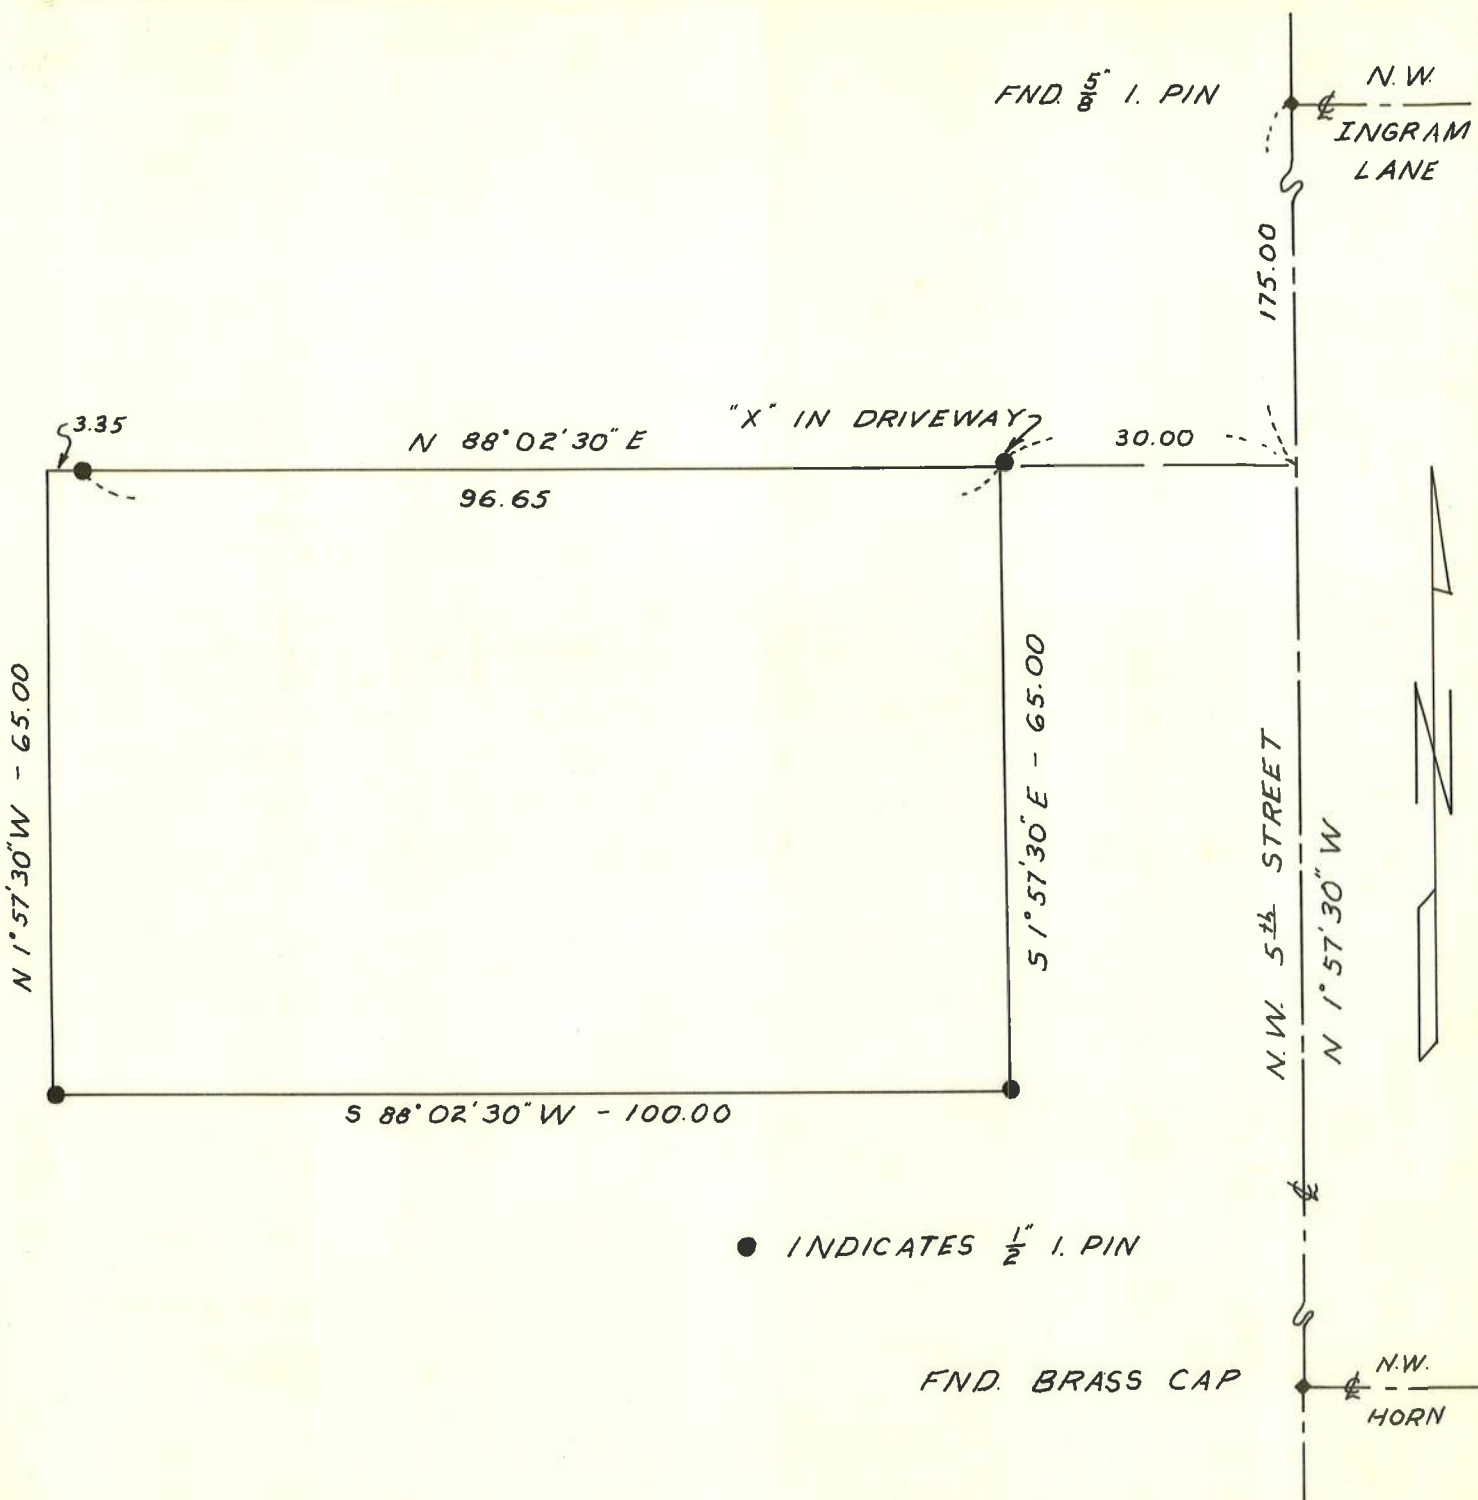 FND. 5/8" I. PIN
℄ N.W.
INGRAM
LANE
175.00
3.35
N 88°02'30" E
"X" IN DRIVEWAY
30.00
96.65
N 1°57'30" W - 65.00
S 1°57'30" E - 65.00
N.W. 5th STREET
N 1°57'30" W
N
S 88°02'30" W - 100.00
℄
INDICATES 1/2" I. PIN
FND. BRASS CAP
℄ N.W.
HORN